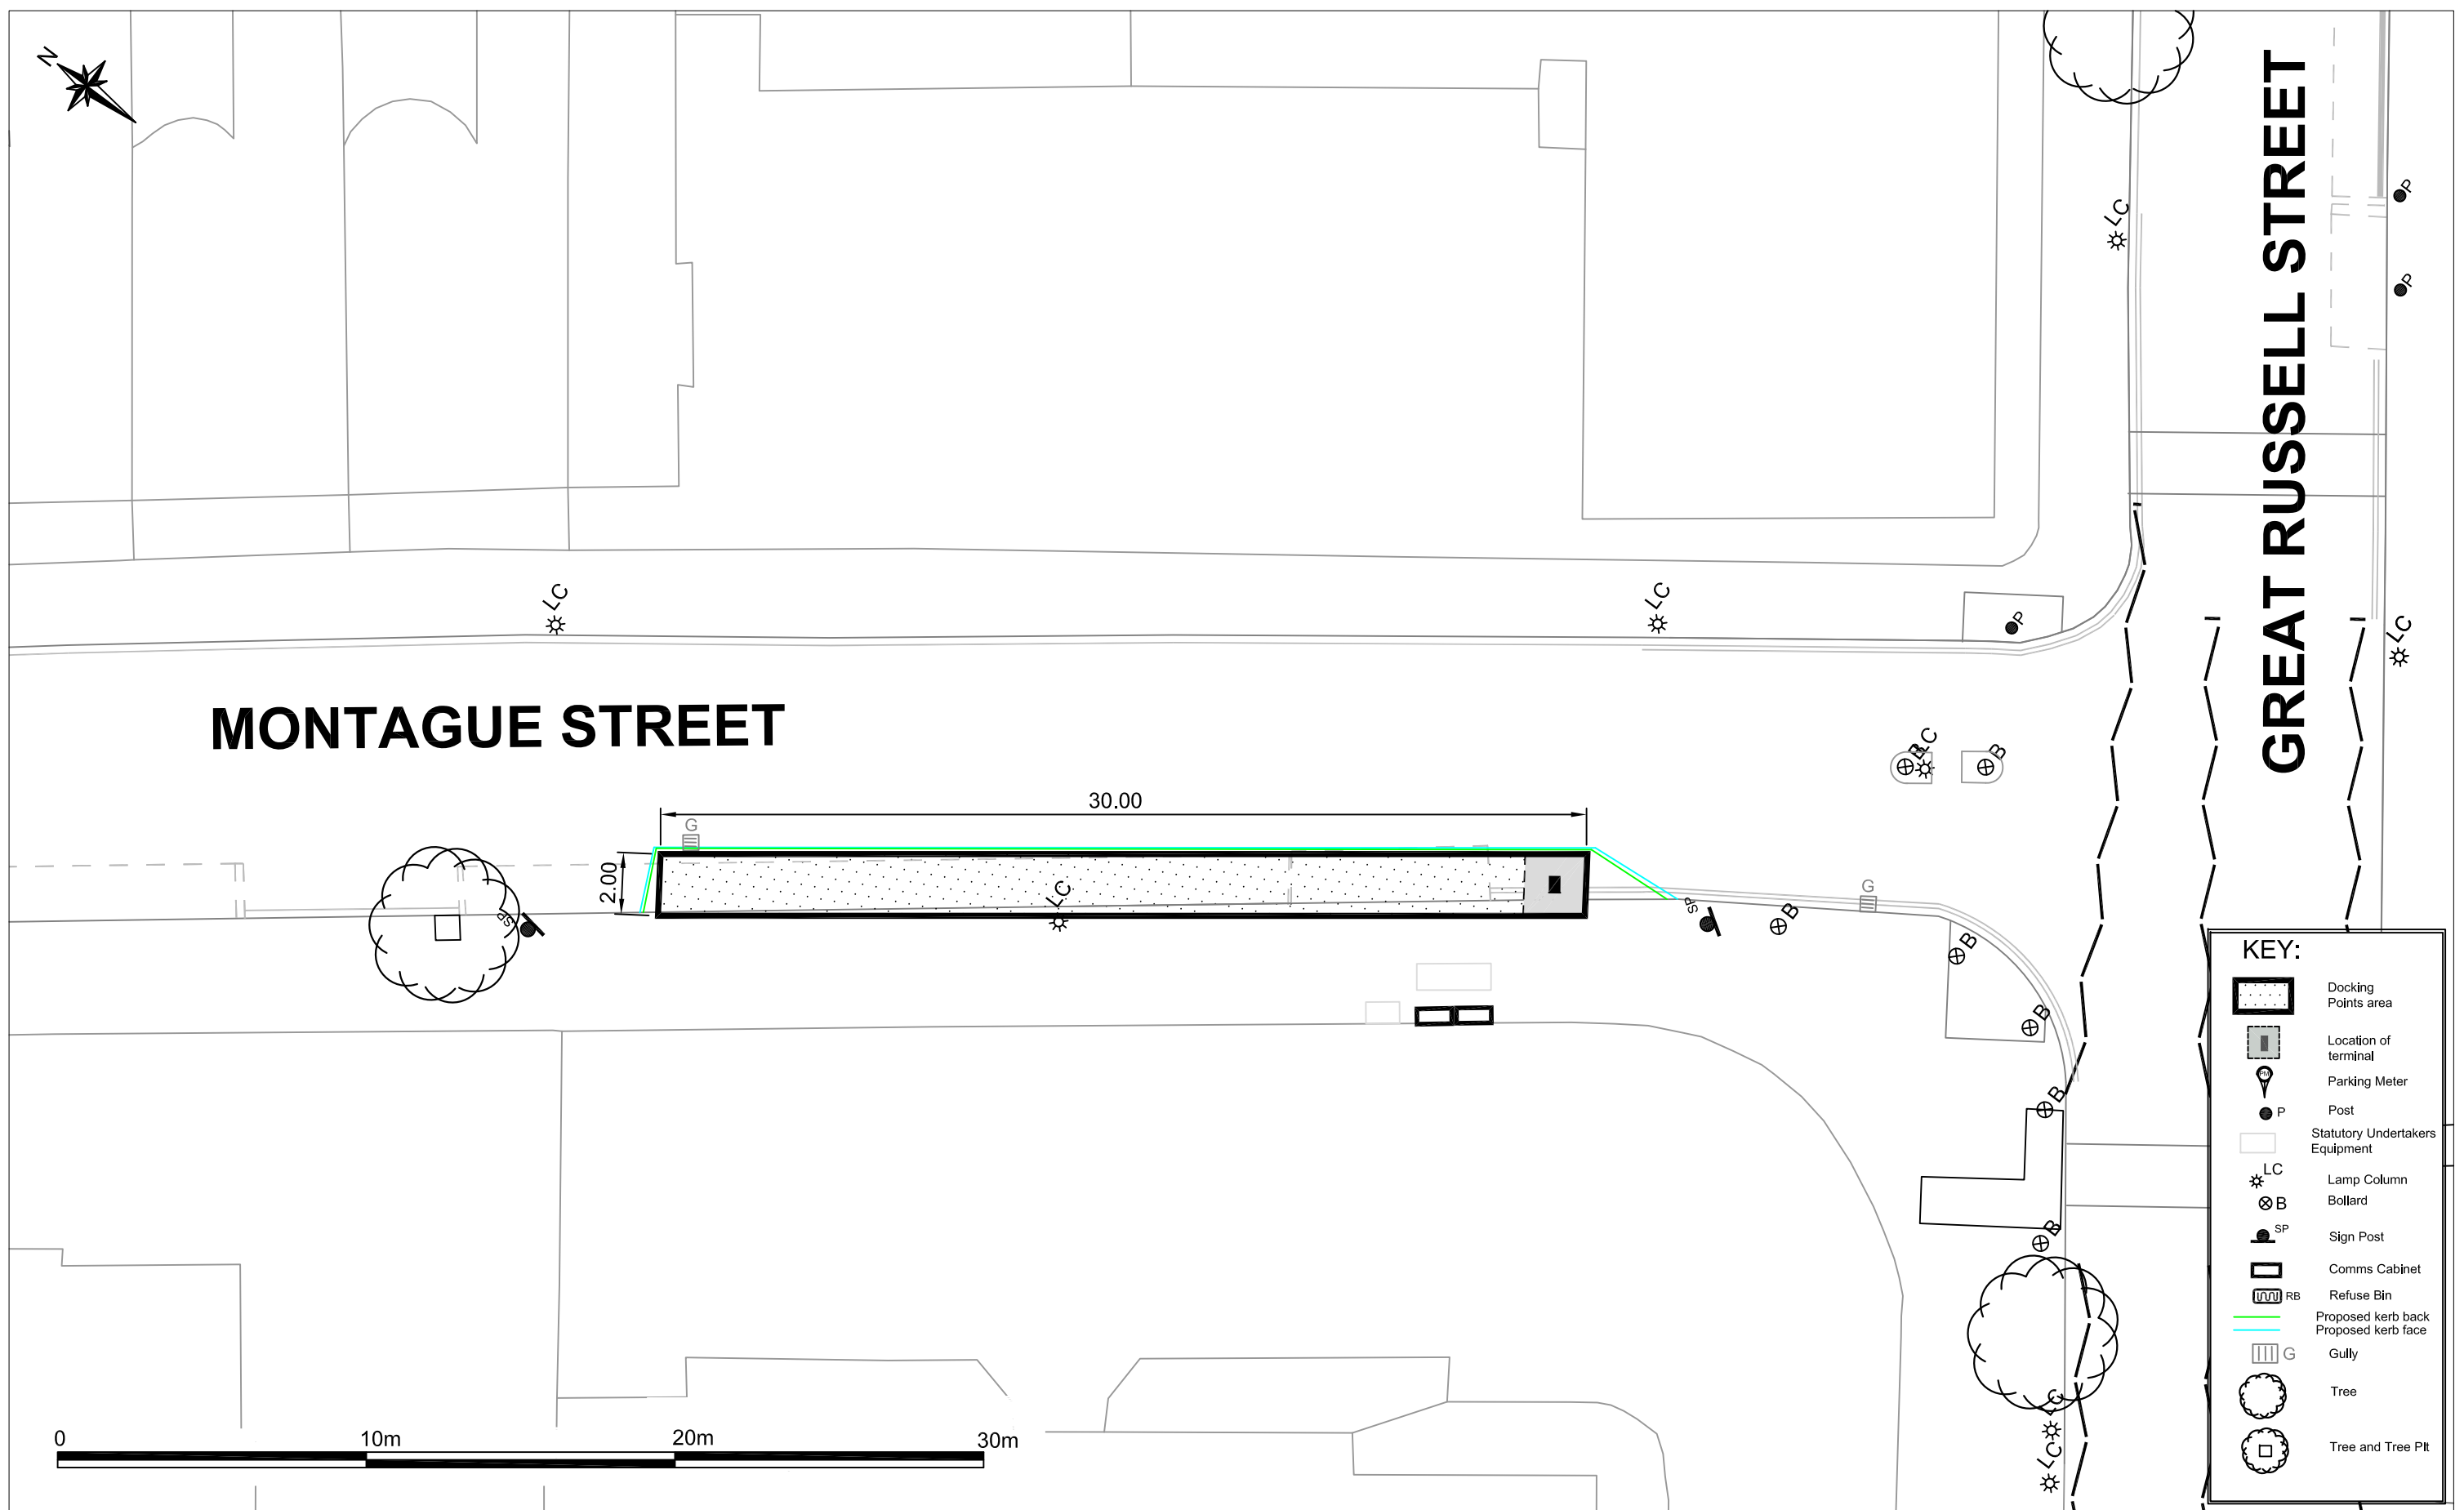 N
GREAT RUSSELL STREET
P
LC
P
LC
LC
P
LC
MONTAGUE STREET
B
LC
B
30.00
G
2.00
LC
G
SP
SP
B
B
B
B
B
LC
LC
0
10m
20m
30m
KEY:
Docking
Points area
Location of
terminal
PM
Parking Meter
P
Post
Statutory Undertakers
Equipment
LC
Lamp Column
B
Bollard
SP
Sign Post
Comms Cabinet
RB
Refuse Bin
Proposed kerb back
Proposed kerb face
G
Gully
Tree
Tree and Tree Pit